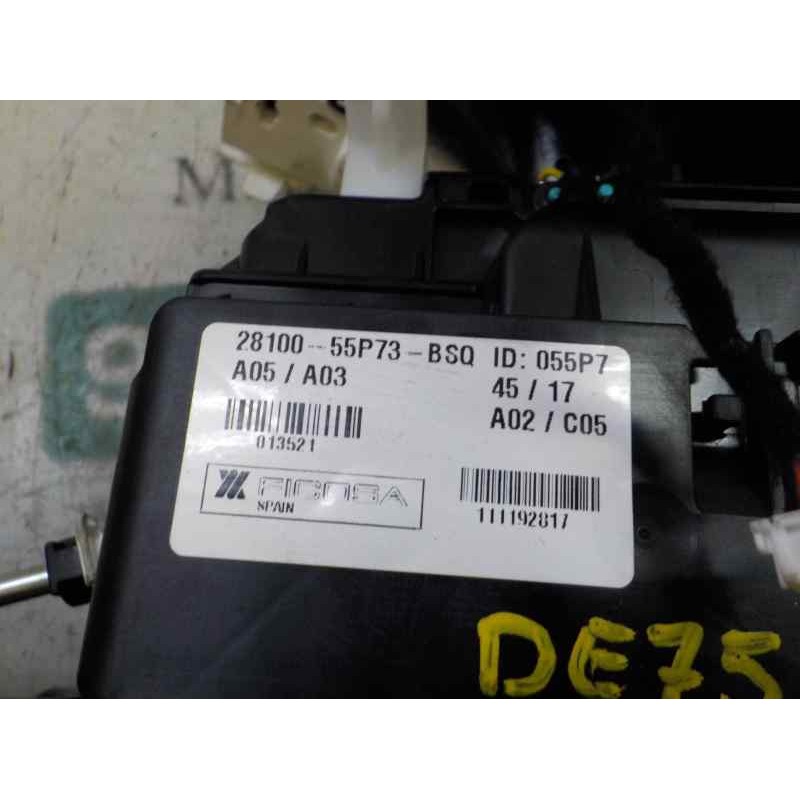 28100--55P73-BSQ ID: 055P7
A05 / A03 45 / 17
A02 / C05
013521
FICOSA
SPAIN
111192817
DE75